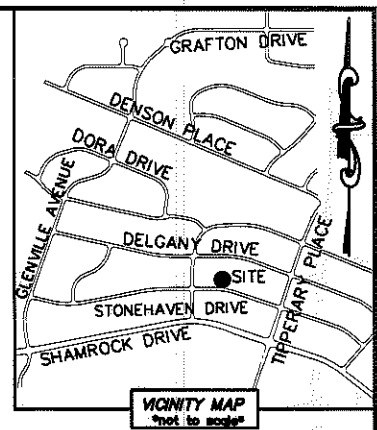 GRAFTON DRIVE
DENSON PLACE
DORA DRIVE
GLENVILLE AVENUE
DELGANY DRIVE
TIPPERARY PLACE
SITE
STONEHAVEN DRIVE
SHAMROCK DRIVE
VICINITY MAP
*not to scale*